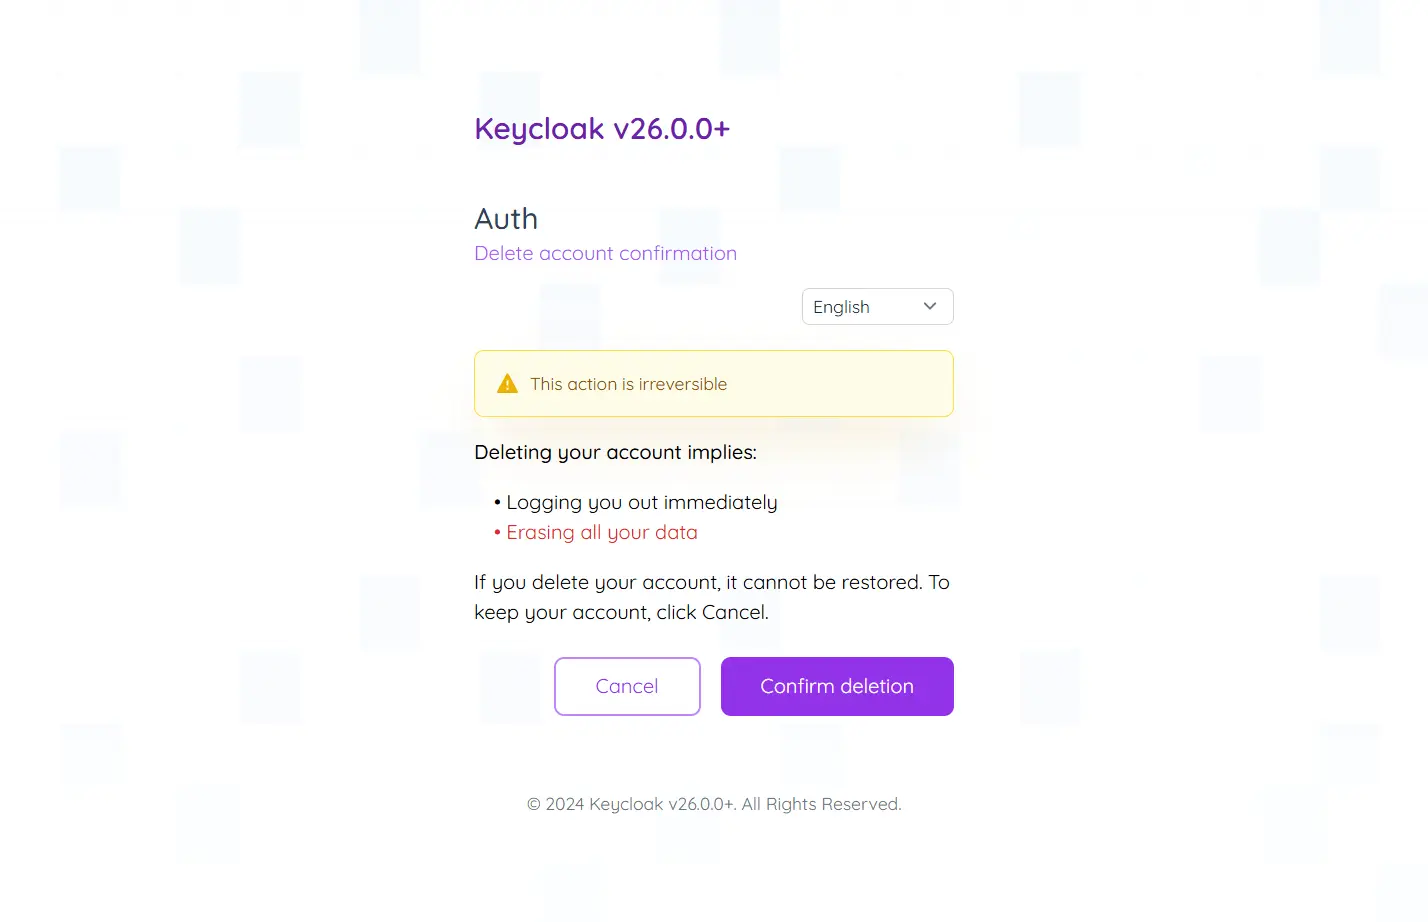 Keycloak v26.0.0+
Auth
Delete account confirmation
English
This action is irreversible
Deleting your account implies:
• Logging you out immediately
• Erasing all your data
If you delete your account, it cannot be restored. To
keep your account, click Cancel.
Cancel
Confirm deletion
© 2024 Keycloak v26.0.0+. All Rights Reserved.